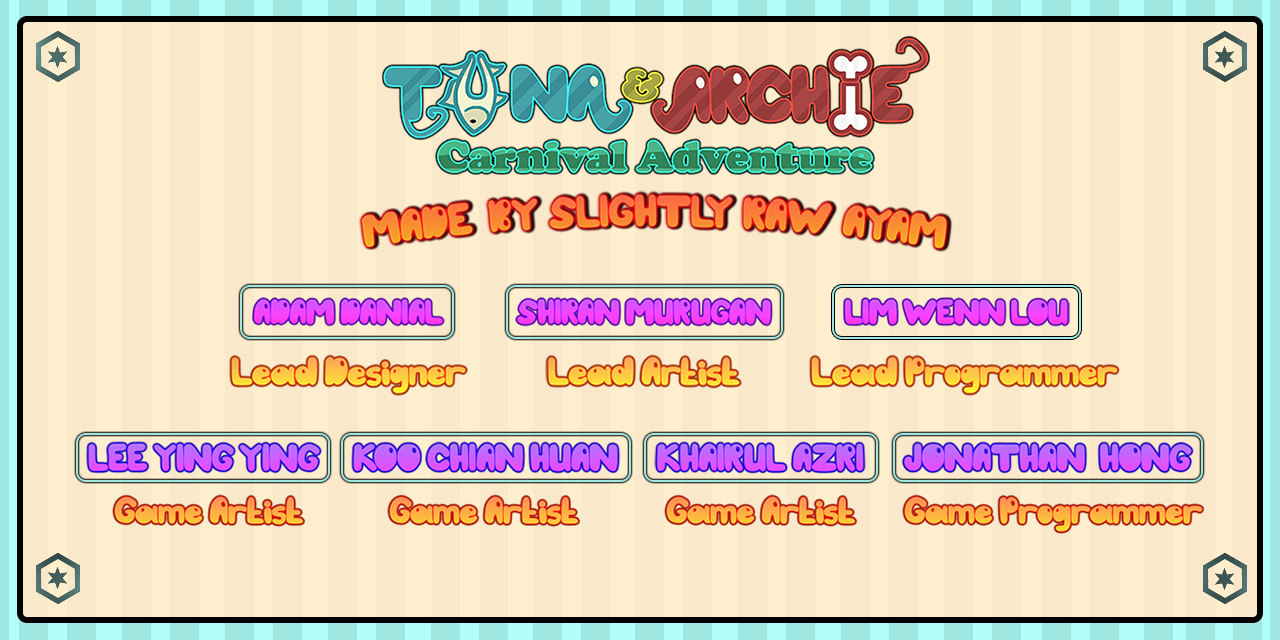 TUNA & ARCHIE
Carnival Adventure
MADE BY SLIGHTLY RAW AYAM
ADAM DANIAL SHIRAN MURUGAN LIM WENN LOU
Lead Designer Lead Artist Lead Programmer
LEE YING YING KOO CHIAN HUAN KHAIRUL AZRI JONATHAN HONG
Game Artist Game Artist Game Artist Game Programmer